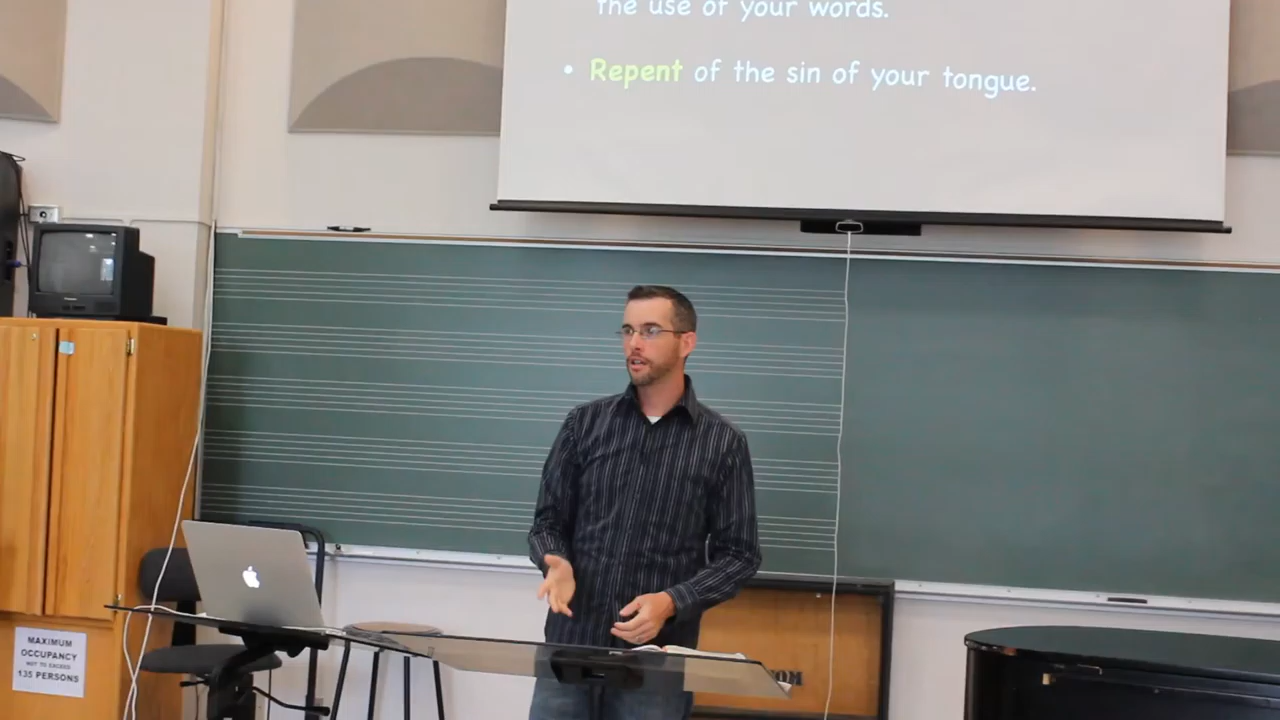 the use of your words.
• Repent of the sin of your tongue.
MAXIMUM
OCCUPANCY
NOT TO EXCEED
135 PERSONS